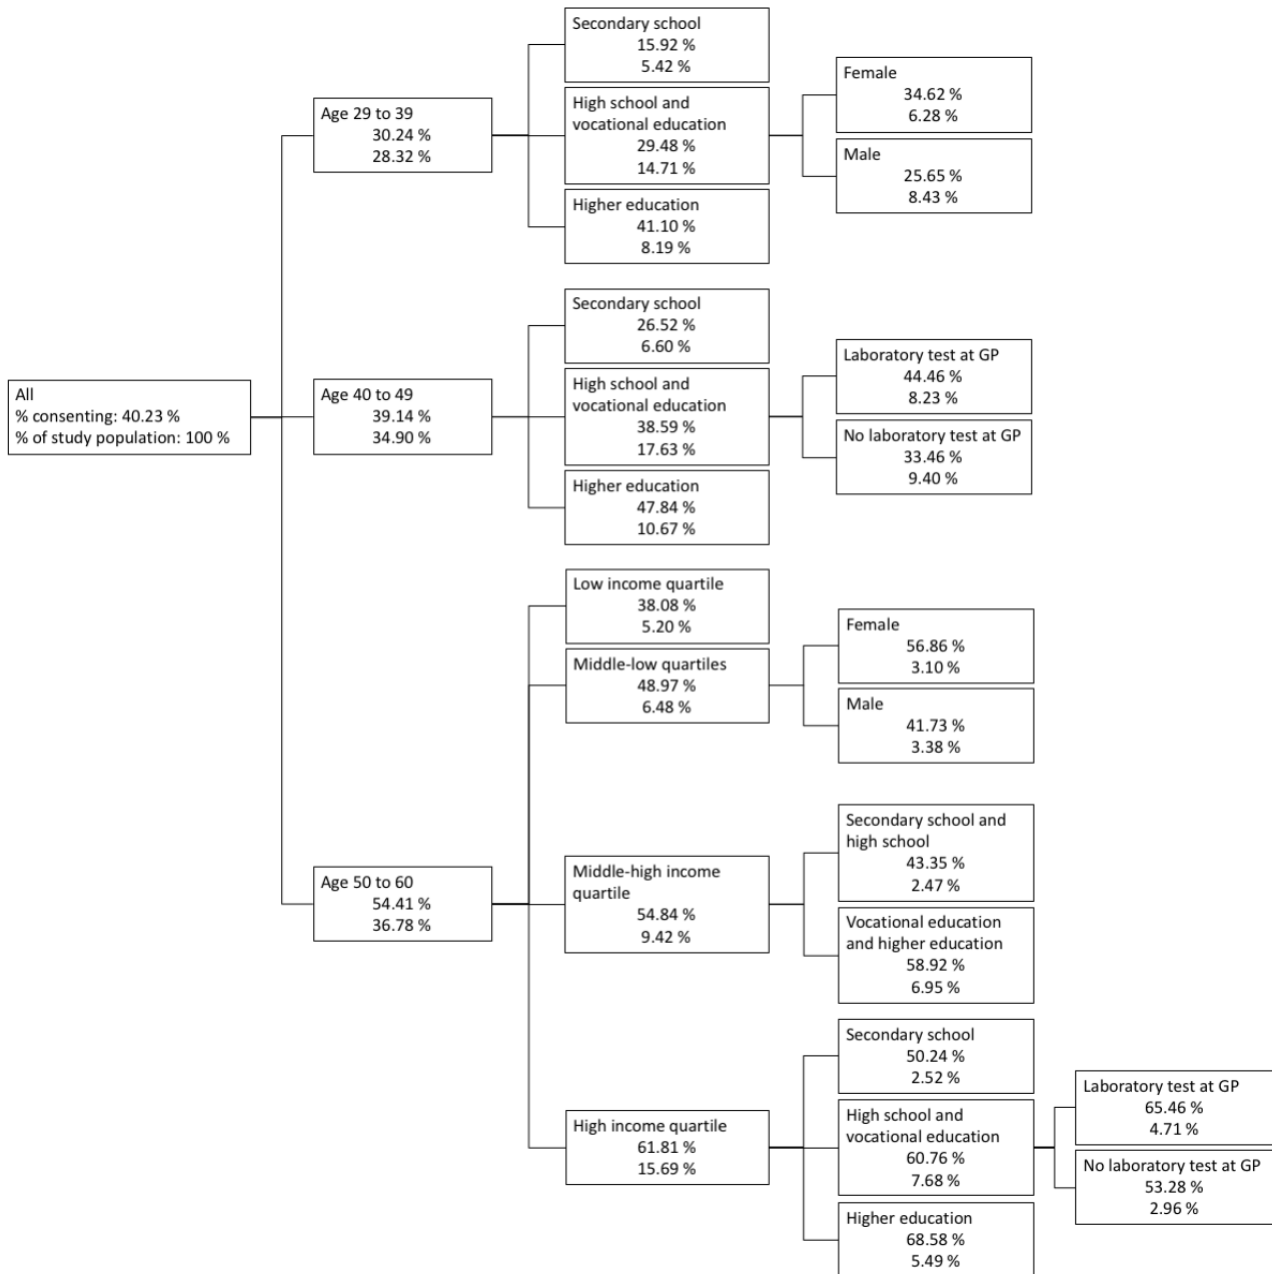 All
% consenting: 40.23 %
% of study population: 100 %
Age 29 to 39
30.24 %
28.32 %
Secondary school
15.92 %
5.42 %
High school and
vocational education
29.48 %
14.71 %
Female
34.62 %
6.28 %
Male
25.65 %
8.43 %
Higher education
41.10 %
8.19 %
Age 40 to 49
39.14 %
34.90 %
Secondary school
26.52 %
6.60 %
High school and
vocational education
38.59 %
17.63 %
Laboratory test at GP
44.46 %
8.23 %
No laboratory test at GP
33.46 %
9.40 %
Higher education
47.84 %
10.67 %
Age 50 to 60
54.41 %
36.78 %
Low income quartile
38.08 %
5.20 %
Middle-low quartiles
48.97 %
6.48 %
Female
56.86 %
3.10 %
Male
41.73 %
3.38 %
Middle-high income
quartile
54.84 %
9.42 %
Secondary school and
high school
43.35 %
2.47 %
Vocational education
and higher education
58.92 %
6.95 %
High income quartile
61.81 %
15.69 %
Secondary school
50.24 %
2.52 %
High school and
vocational education
60.76 %
7.68 %
Laboratory test at GP
65.46 %
4.71 %
No laboratory test at GP
53.28 %
2.96 %
Higher education
68.58 %
5.49 %